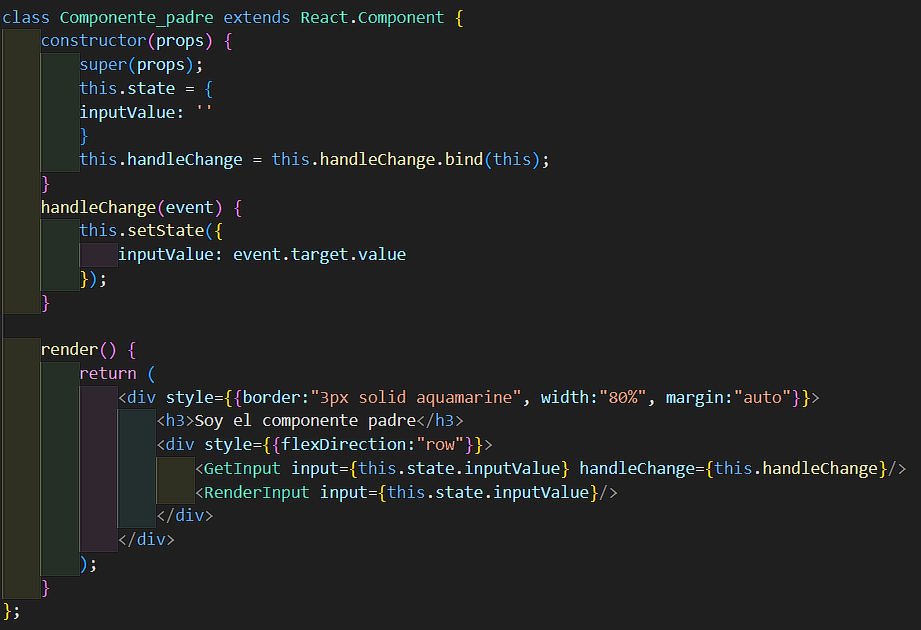 class Componente_padre extends React.Component {
constructor(props) {
super(props);
this.state = {
inputValue: ''
}
this.handleChange = this.handleChange.bind(this);
}
handleChange(event) {
this.setState({
inputValue: event.target.value
});
}
render() {
return (
<div style={{border:"3px solid aquamarine", width:"80%", margin:"auto"}}>
<h3>Soy el componente padre</h3>
<div style={{flexDirection:"row"}}>
<GetInput input={this.state.inputValue} handleChange={this.handleChange}/>
<RenderInput input={this.state.inputValue}/>
</div>
</div>
);
}
};